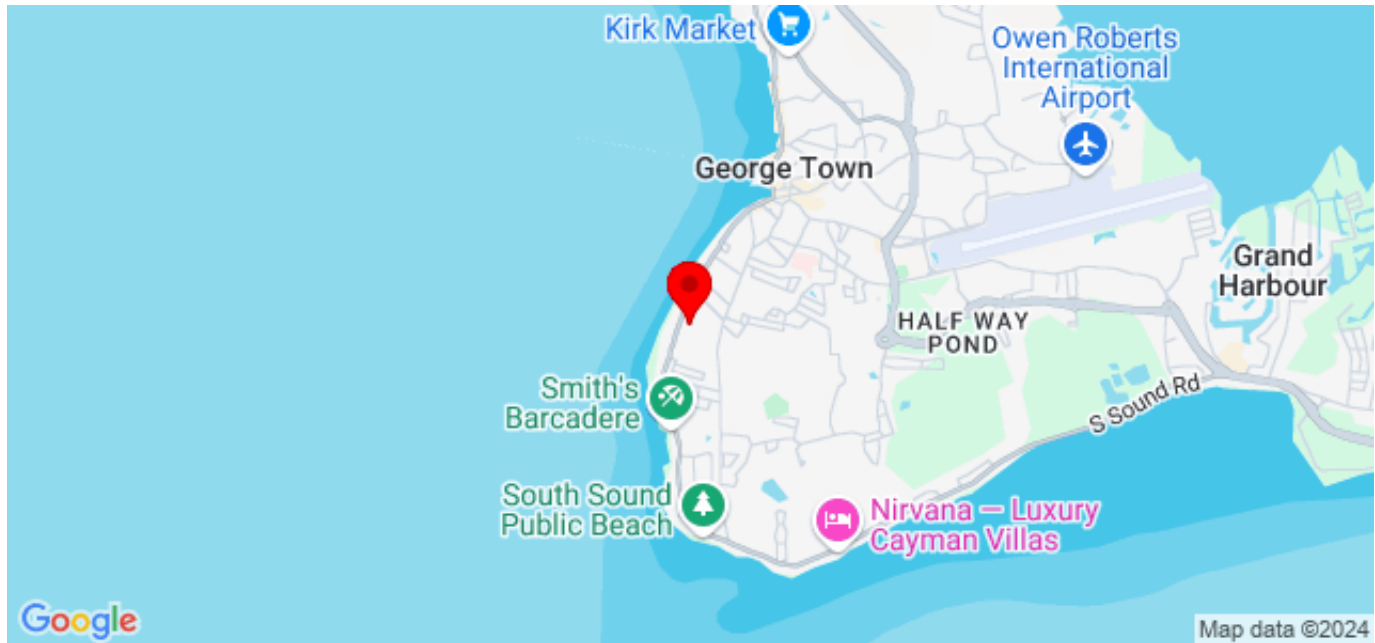 Kirk Market
Owen Roberts
International
Airport
George Town
Grand
Harbour
HALF WAY
POND
Smith's
Barcadere
S Sound Rd
South Sound
Public Beach
Nirvana — Luxury
Cayman Villas
Google
Map data ©2024